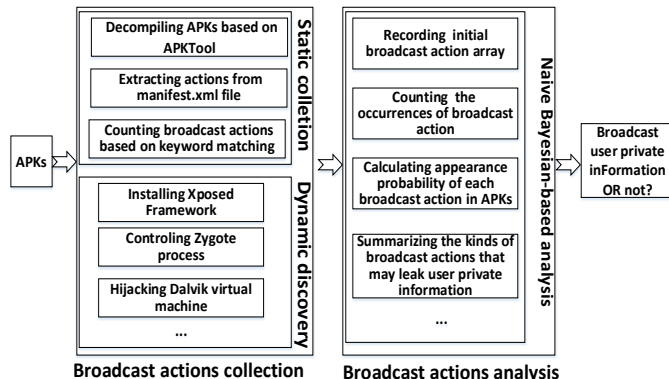 APKs
Decompiling APKs based on
APKTool
Extracting actions from
manifest.xml file
Counting broadcast actions
based on keyword matching
Static colletion
Installing Xposed
Framework
Controling Zygote
process
Hijacking Dalvik virtual
machine
...
Dynamic discovery
Broadcast actions collection
Recording initial
broadcast action array
Counting the
occurrences of broadcast
action
Calculating appearance
probability of each
broadcast action in APKs
Summarizing the kinds of
broadcast actions that
may leak user private
information
...
Naive Bayesian-based analysis
Broadcast actions analysis
Broadcast
user private
inFormation
OR not?